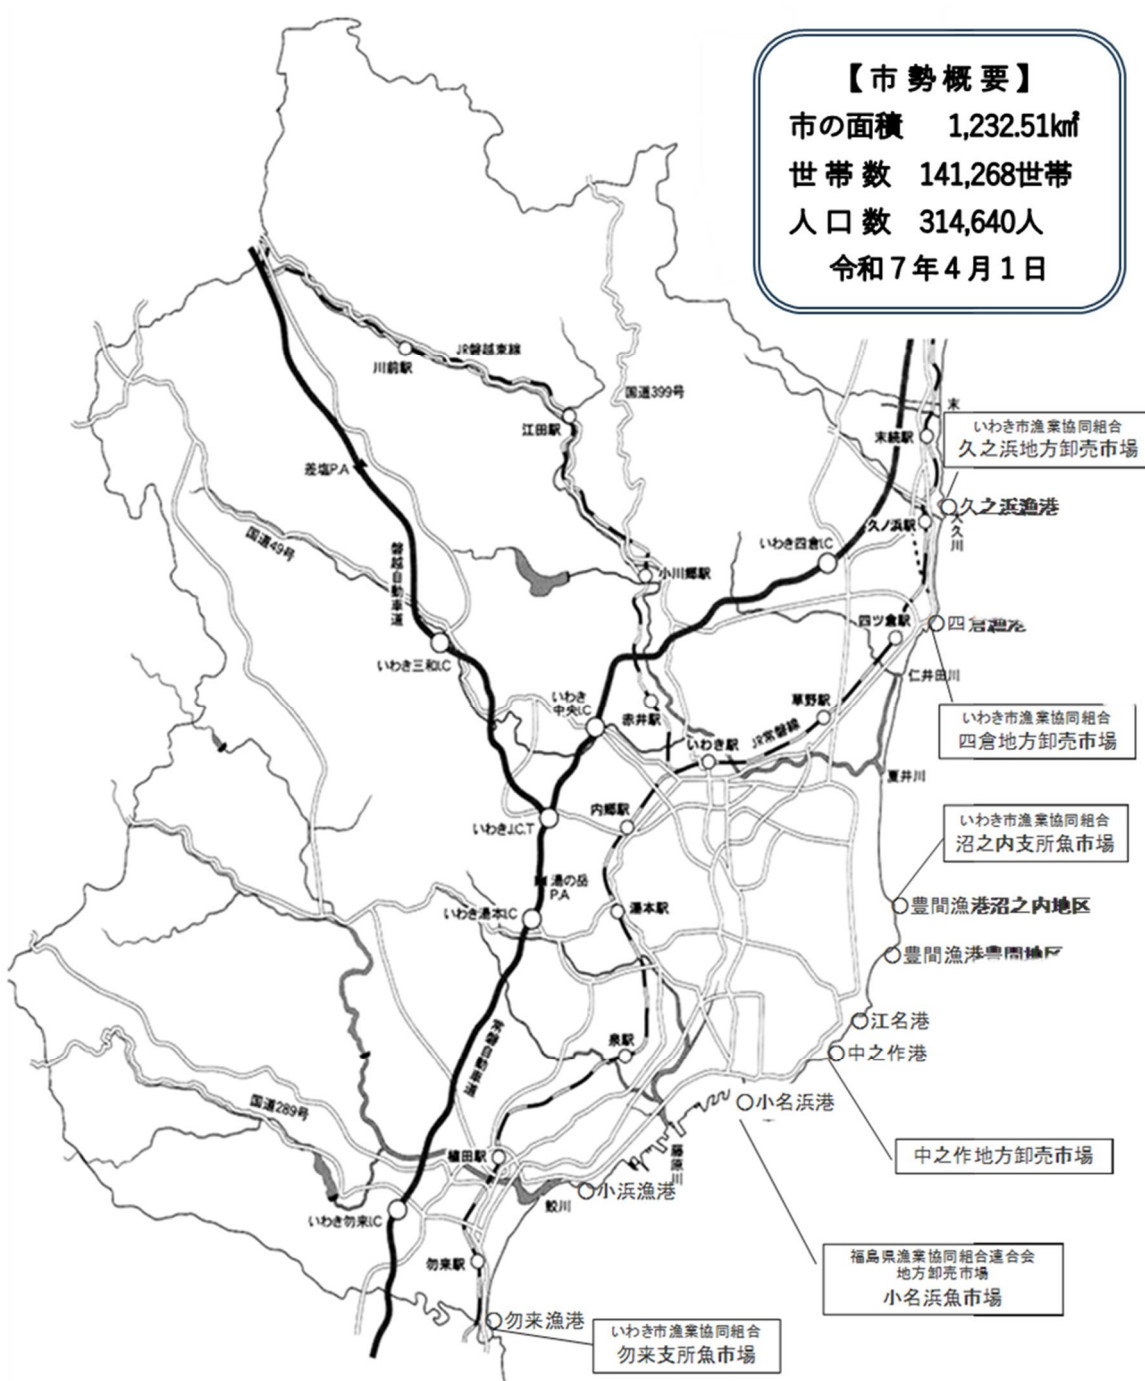 【市勢概要】
市の面積 1,232.51㎢
世帯数 141,268世帯
人口数 314,640人
令和7年4月1日
JR磐越東線
川前駅
国道399号
江田駅
末
末続駅
いわき市漁業協同組合
久之浜地方卸売市場
差塩P.A
久之浜漁港
久ノ浜駅
大久川
国道49号
磐越自動車道
いわき四倉I.C
小川郷駅
四ツ倉駅
四倉漁港
いわき三和I.C
仁井田川
いわき
中央I.C
赤井駅
草野駅
いわき市漁業協同組合
四倉地方卸売市場
いわき駅
JR常磐線
夏井川
内郷駅
いわきJ.C.T
いわき市漁業協同組合
沼之内支所魚市場
湯の岳
P.A
いわき湯本I.C
湯本駅
豊間漁港沼之内地区
豊間漁港豊間地区
江名港
中之作港
常磐自動車道
泉駅
国道289号
小名浜港
中之作地方卸売市場
植田駅
藤原川
小浜漁港
鮫川
いわき勿来I.C
勿来駅
福島県漁業協同組合連合会
地方卸売市場
小名浜魚市場
勿来漁港
いわき市漁業協同組合
勿来支所魚市場